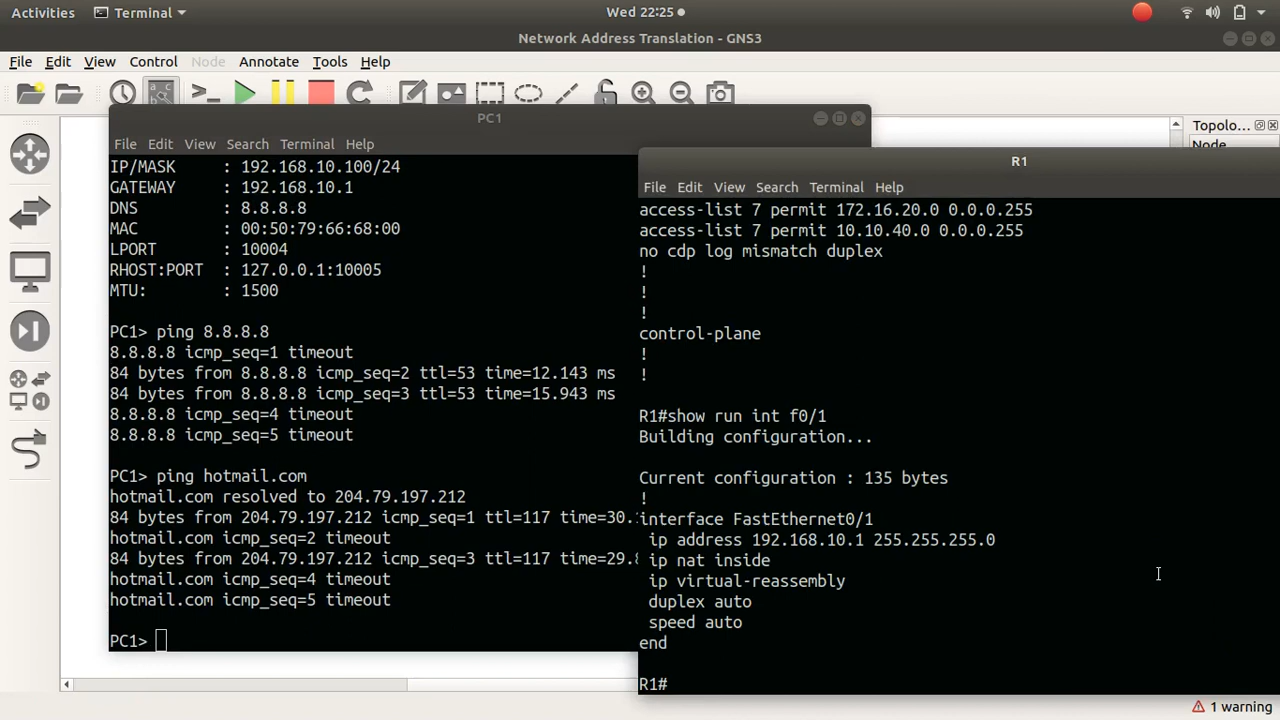 Activities Terminal Wed 22:25
Network Address Translation - GNS3
File Edit View Control Node Annotate Tools Help
PC1
Topolo...
Node
File Edit View Search Terminal Help
IP/MASK : 192.168.10.100/24
GATEWAY : 192.168.10.1
DNS : 8.8.8.8
MAC : 00:50:79:66:68:00
LPORT : 10004
RHOST:PORT : 127.0.0.1:10005
MTU: : 1500
PC1> ping 8.8.8.8
8.8.8.8 icmp_seq=1 timeout
84 bytes from 8.8.8.8 icmp_seq=2 ttl=53 time=12.143 ms
84 bytes from 8.8.8.8 icmp_seq=3 ttl=53 time=15.943 ms
8.8.8.8 icmp_seq=4 timeout
8.8.8.8 icmp_seq=5 timeout
PC1> ping hotmail.com
hotmail.com resolved to 204.79.197.212
84 bytes from 204.79.197.212 icmp_seq=1 ttl=117 time=30.
hotmail.com icmp_seq=2 timeout
84 bytes from 204.79.197.212 icmp_seq=3 ttl=117 time=29.8
hotmail.com icmp_seq=4 timeout
hotmail.com icmp_seq=5 timeout
PC1>
R1
File Edit View Search Terminal Help
access-list 7 permit 172.16.20.0 0.0.0.255
access-list 7 permit 10.10.40.0 0.0.0.255
no cdp log mismatch duplex
!
!
!
control-plane
!
!
R1#show run int f0/1
Building configuration...
Current configuration : 135 bytes
!
interface FastEthernet0/1
ip address 192.168.10.1 255.255.255.0
ip nat inside
ip virtual-reassembly
duplex auto
speed auto
end
R1#
1 warning